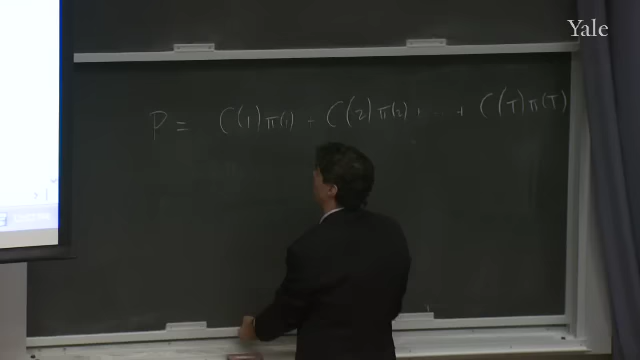 Yale
P = C(1)π(1) + C(2)π(2) + ... + C(T)π(T)